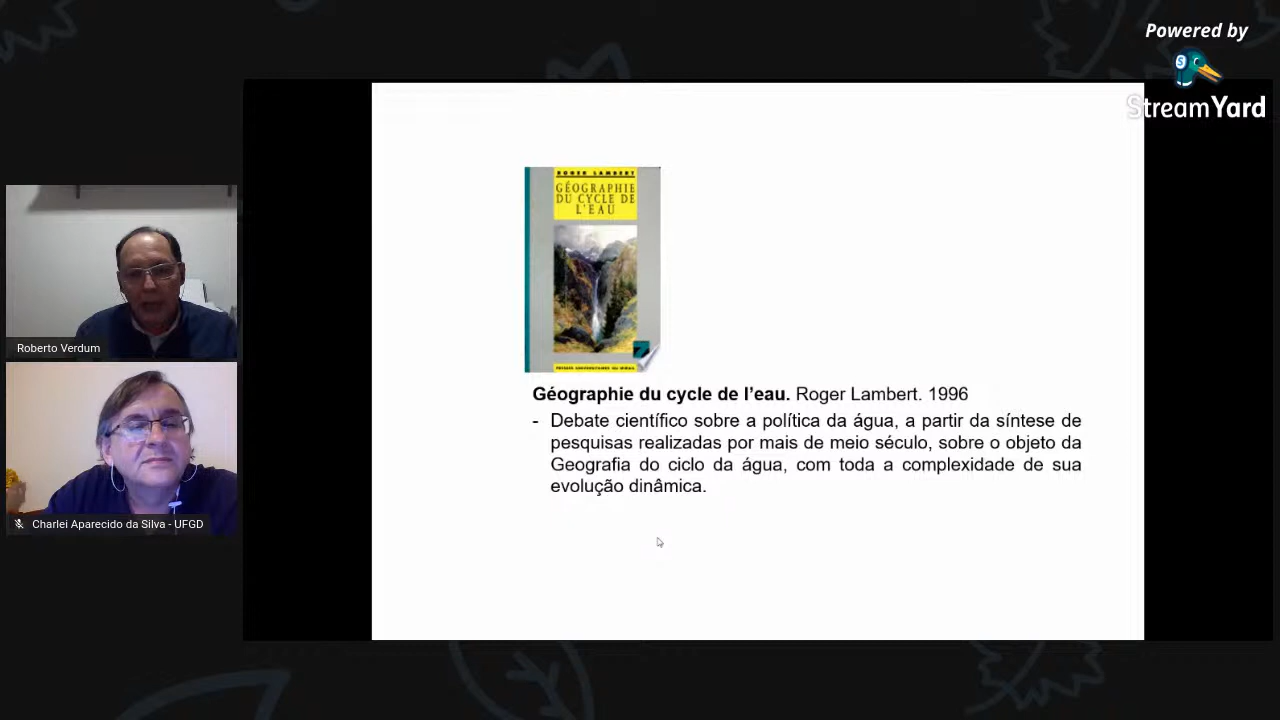 Powered by
StreamYard
ROGER LAMBERT
GÉOGRAPHIE
DU CYCLE DE
L'EAU
Roberto Verdum
Géographie du cycle de l'eau. Roger Lambert. 1996
- Debate científico sobre a política da água, a partir da síntese de
pesquisas realizadas por mais de meio século, sobre o objeto da
Geografia do ciclo da água, com toda a complexidade de sua
evolução dinâmica.
Charlei Aparecido da Silva - UFGD